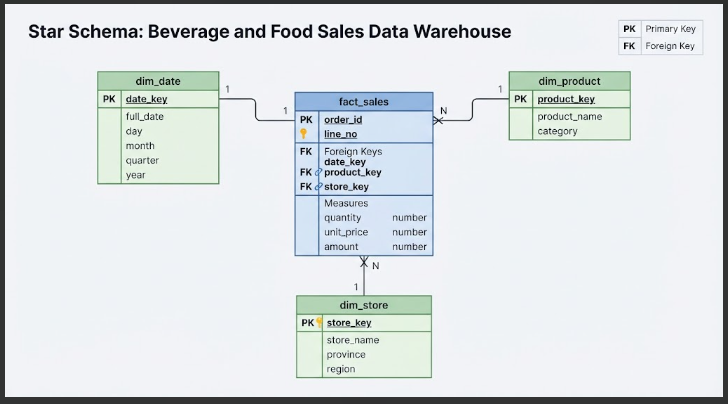 Star Schema: Beverage and Food Sales Data Warehouse
PK Primary Key
FK Foreign Key
dim_date
PK date_key
full_date
day
month
quarter
year
1
1
fact_sales
PK order_id
line_no
FK Foreign Keys
date_key
FK product_key
FK store_key
Measures
quantity number
unit_price number
amount number
N
1
dim_product
PK product_key
product_name
category
N
1
dim_store
PK store_key
store_name
province
region